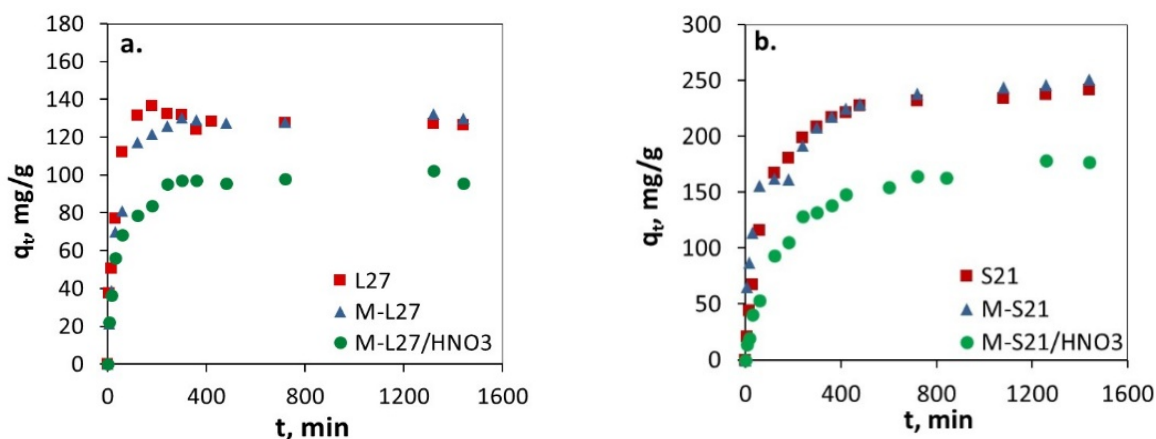 a.
180
160
140
120
100
80
60
40
20
0
qt, mg/g
L27
M-L27
M-L27/HNO3
0 400 800 1200 1600
t, min
b.
300
250
200
150
100
50
0
qt, mg/g
S21
M-S21
M-S21/HNO3
0 400 800 1200 1600
t, min